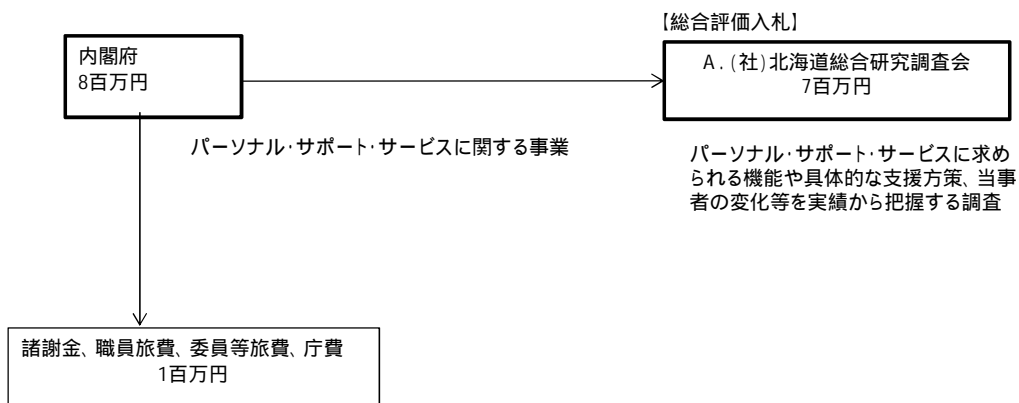 【総合評価入札】
内閣府
8百万円
A.(社)北海道総合研究調査会
7百万円
パーソナル・サポート・サービスに関する事業
パーソナル・サポート・サービスに求め
られる機能や具体的な支援方策、当事
者の変化等を実績から把握する調査
諸謝金、職員旅費、委員等旅費、庁費
1百万円